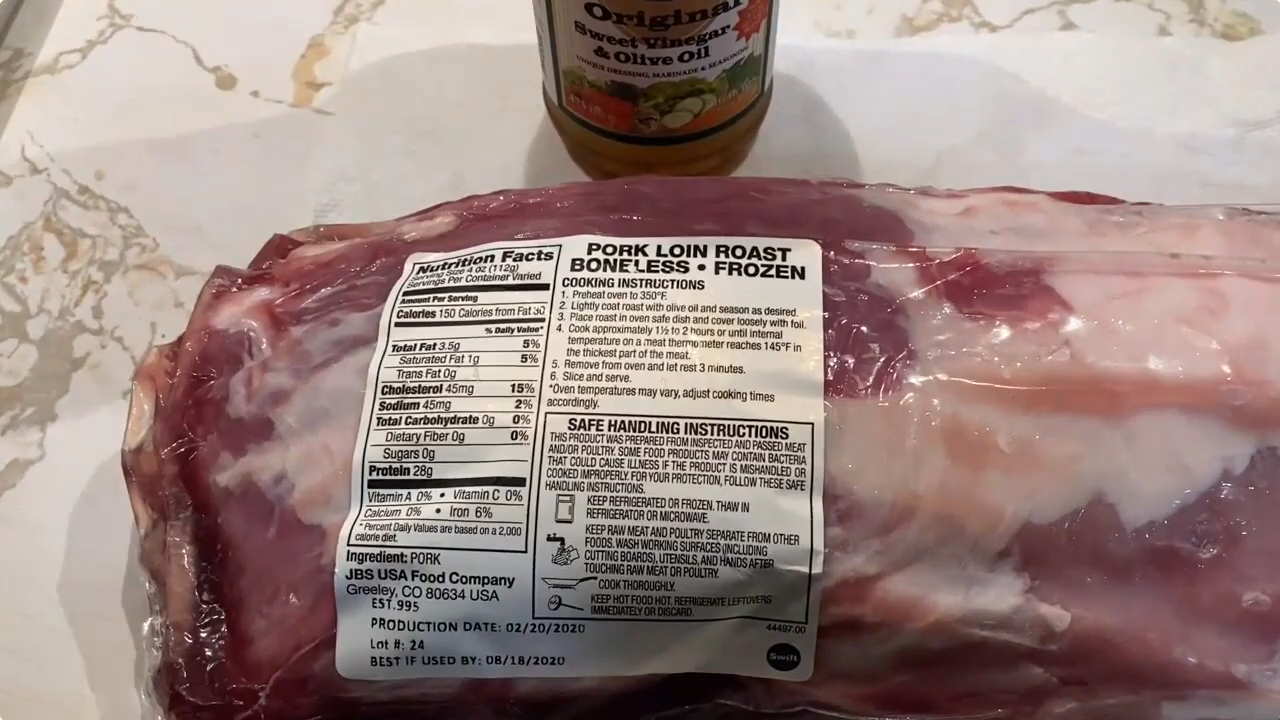 Original
Sweet Vinegar
& Olive Oil
UNIQUE DRESSING, MARINADE & SEASONING
Nutrition Facts
Serving Size 4 oz (112g)
Servings Per Container Varied
Amount Per Serving
Calories 150 Calories from Fat 30
% Daily Value*
Total Fat 3.5g 5%
Saturated Fat 1g 5%
Trans Fat 0g
Cholesterol 45mg 15%
Sodium 45mg 2%
Total Carbohydrate 0g 0%
Dietary Fiber 0g 0%
Sugars 0g
Protein 28g
Vitamin A 0% • Vitamin C 0%
Calcium 0% • Iron 6%
*Percent Daily Values are based on a 2,000
calorie diet.
Ingredient: PORK
JBS USA Food Company
Greeley, CO 80634 USA
EST.995
PRODUCTION DATE: 02/20/2020
Lot #: 24
BEST IF USED BY: 08/18/2020
PORK LOIN ROAST
BONELESS • FROZEN
COOKING INSTRUCTIONS
1. Preheat oven to 350°F.
2. Lightly coat roast with olive oil and season as desired.
3. Place roast in oven safe dish and cover loosely with foil.
4. Cook approximately 1½ to 2 hours or until internal
temperature on a meat thermometer reaches 145°F in
the thickest part of the meat.
5. Remove from oven and let rest 3 minutes.
6. Slice and serve.
*Oven temperatures may vary, adjust cooking times
accordingly.
SAFE HANDLING INSTRUCTIONS
THIS PRODUCT WAS PREPARED FROM INSPECTED AND PASSED MEAT
AND/OR POULTRY. SOME FOOD PRODUCTS MAY CONTAIN BACTERIA
THAT COULD CAUSE ILLNESS IF THE PRODUCT IS MISHANDLED OR
COOKED IMPROPERLY. FOR YOUR PROTECTION, FOLLOW THESE SAFE
HANDLING INSTRUCTIONS.
KEEP REFRIGERATED OR FROZEN. THAW IN
REFRIGERATOR OR MICROWAVE.
KEEP RAW MEAT AND POULTRY SEPARATE FROM OTHER
FOODS. WASH WORKING SURFACES (INCLUDING
CUTTING BOARDS), UTENSILS, AND HANDS AFTER
TOUCHING RAW MEAT OR POULTRY.
COOK THOROUGHLY.
KEEP HOT FOOD HOT. REFRIGERATE LEFTOVERS
IMMEDIATELY OR DISCARD.
44497.00
Swift